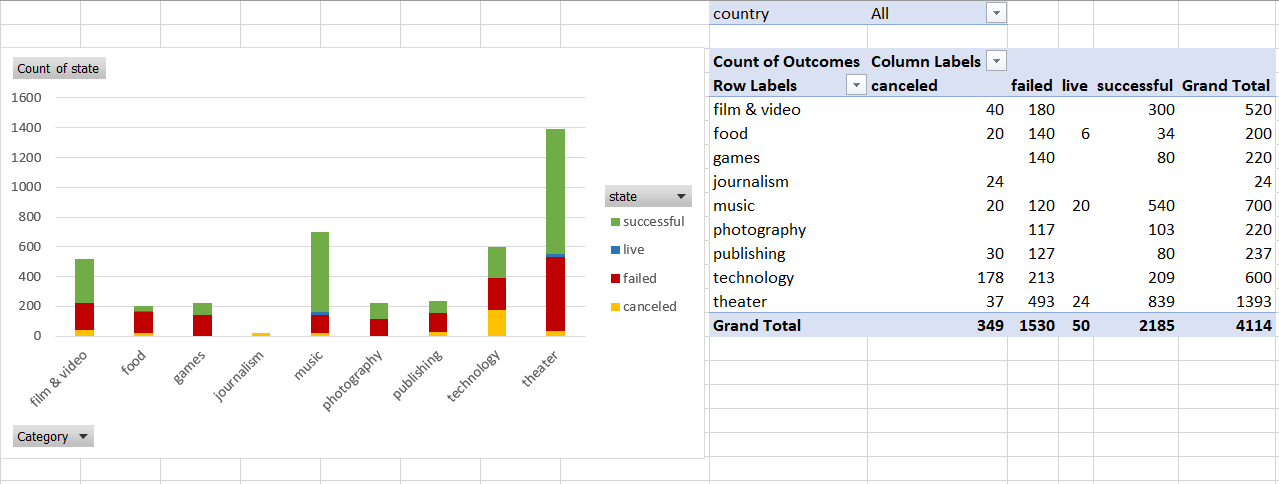 country All
Count of state
1600
1400
1200
1000
800
600
400
200
0
film & video food games journalism music photography publishing technology theater
state
successful
live
failed
canceled
Category
Count of Outcomes Column Labels
Row Labels canceled failed live successful Grand Total
film & video 40 180 300 520
food 20 140 6 34 200
games 140 80 220
journalism 24 24
music 20 120 20 540 700
photography 117 103 220
publishing 30 127 80 237
technology 178 213 209 600
theater 37 493 24 839 1393
Grand Total 349 1530 50 2185 4114